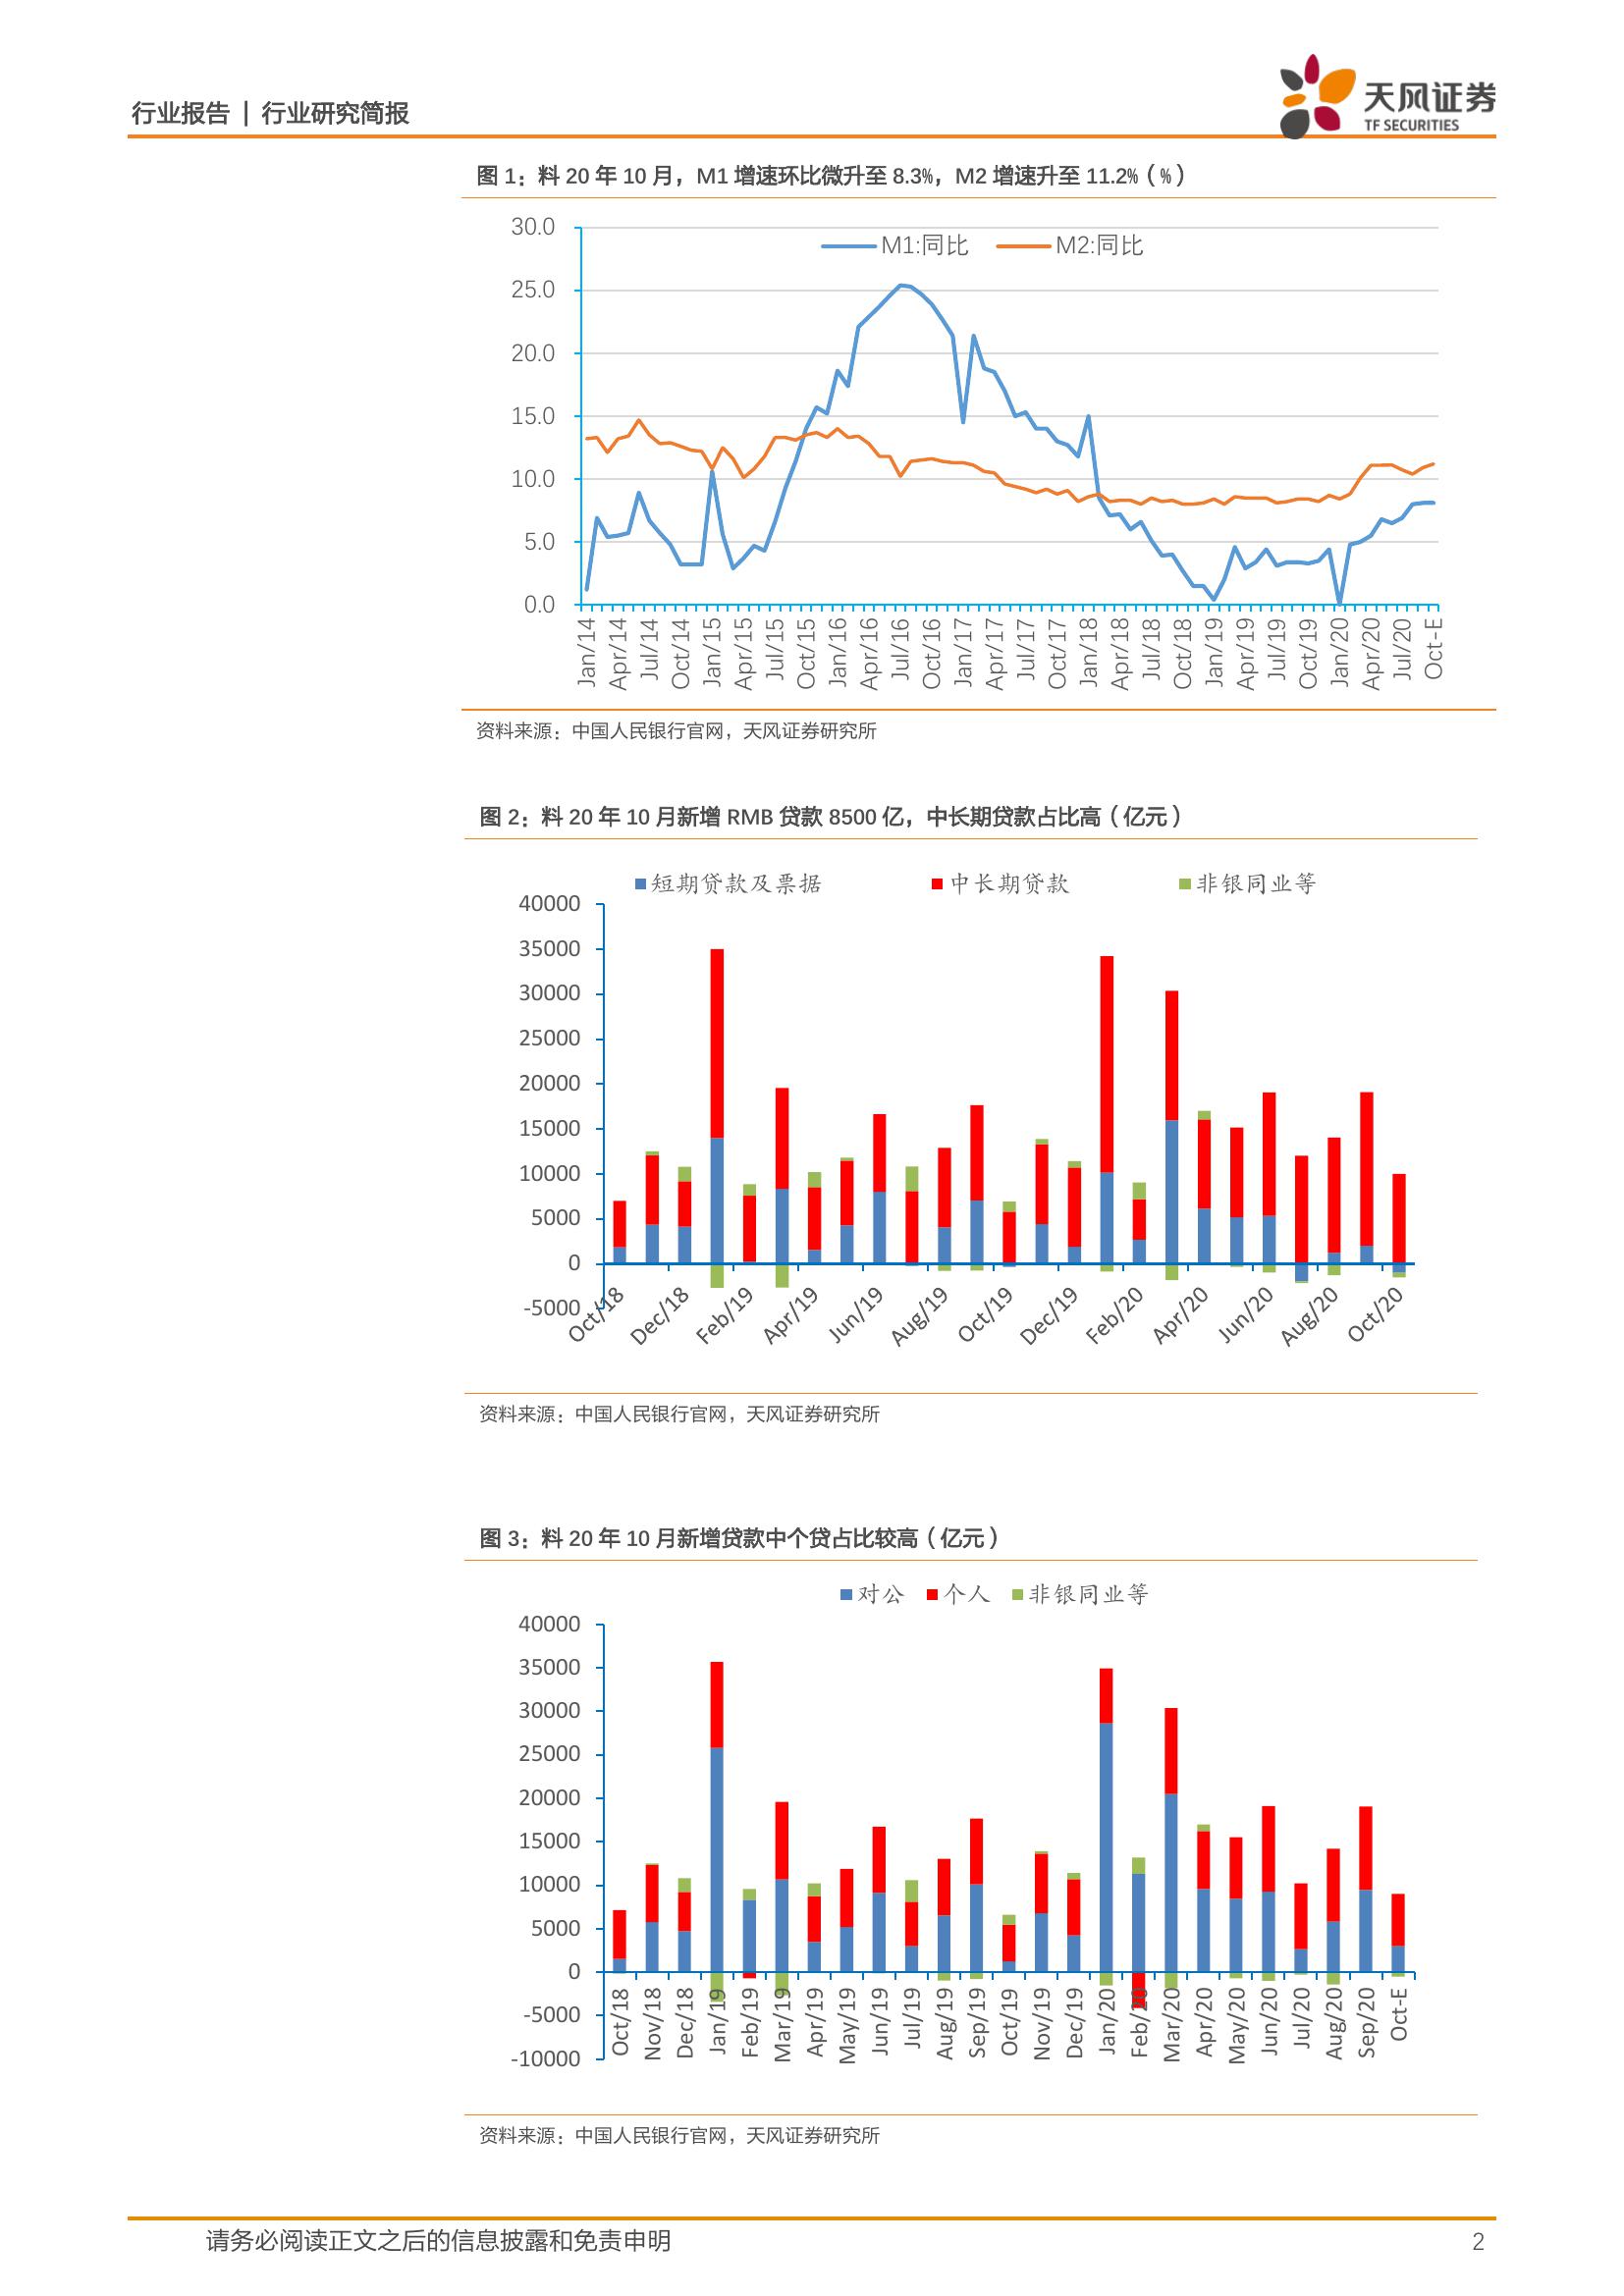 行业报告 | 行业研究简报
天风证券
TF SECURITIES
图 1：料 20 年 10 月，M1 增速环比微升至 8.3%，M2 增速升至 11.2%（%）
M1:同比 M2:同比
30.0
25.0
20.0
15.0
10.0
5.0
0.0
Jan/14 Apr/14 Jul/14 Oct/14 Jan/15 Apr/15 Jul/15 Oct/15 Jan/16 Apr/16 Jul/16 Oct/16 Jan/17 Apr/17 Jul/17 Oct/17 Jan/18 Apr/18 Jul/18 Oct/18 Jan/19 Apr/19 Jul/19 Oct/19 Jan/20 Apr/20 Jul/20 Oct-E
资料来源：中国人民银行官网，天风证券研究所
图 2：料 20 年 10 月新增 RMB 贷款 8500 亿，中长期贷款占比高（亿元）
短期贷款及票据 中长期贷款 非银同业等
40000
35000
30000
25000
20000
15000
10000
5000
0
-5000
Oct/18 Dec/18 Feb/19 Apr/19 Jun/19 Aug/19 Oct/19 Dec/19 Feb/20 Apr/20 Jun/20 Aug/20 Oct/20
资料来源：中国人民银行官网，天风证券研究所
图 3：料 20 年 10 月新增贷款中个贷占比较高（亿元）
对公 个人 非银同业等
40000
35000
30000
25000
20000
15000
10000
5000
0
-5000
-10000
Oct/18 Nov/18 Dec/18 Jan/19 Feb/19 Mar/19 Apr/19 May/19 Jun/19 Jul/19 Aug/19 Sep/19 Oct/19 Nov/19 Dec/19 Jan/20 Feb/20 Mar/20 Apr/20 May/20 Jun/20 Jul/20 Aug/20 Sep/20 Oct-E
资料来源：中国人民银行官网，天风证券研究所
请务必阅读正文之后的信息披露和免责申明 2